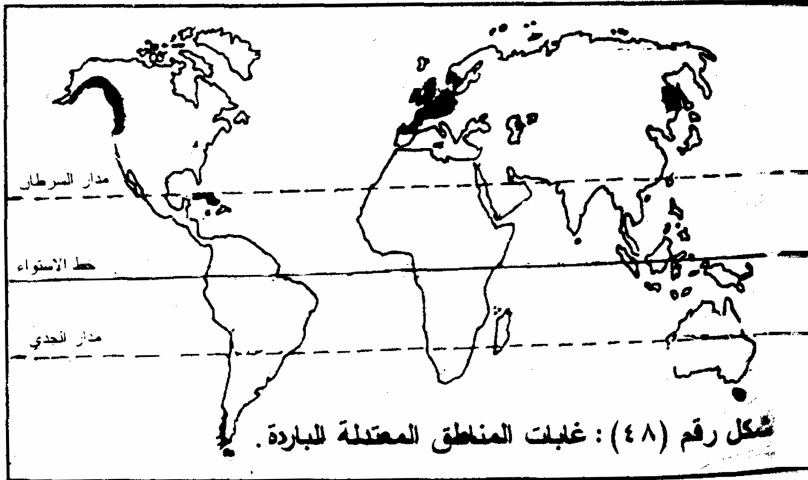 مدار السرطان
خط الاستواء
مدار الجدي
شكل رقم (٤٨): غابات المناطق المعتدلة الباردة.